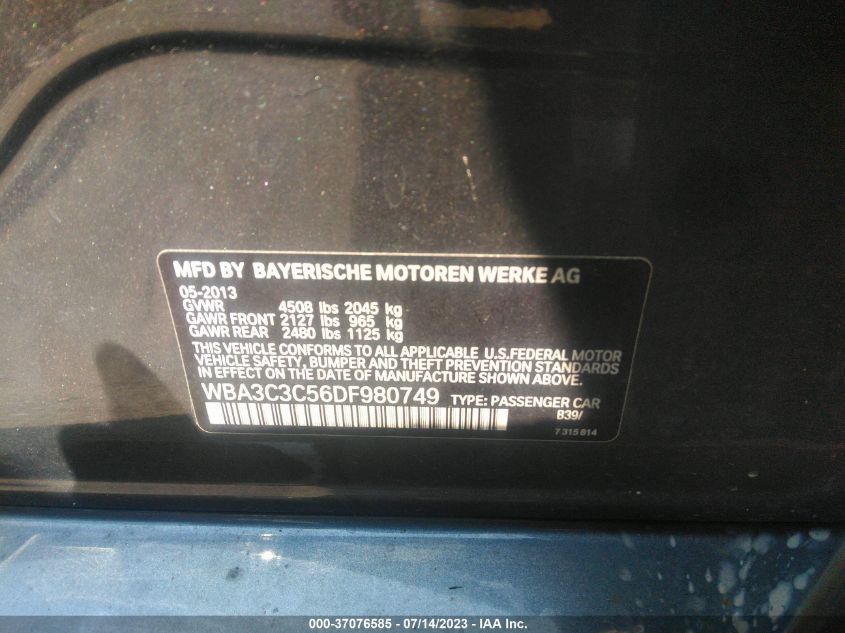 MFD BY BAYERISCHE MOTOREN WERKE AG
05-2013
GVWR 4508 lbs 2045 kg
GAWR FRONT 2127 lbs 965 kg
GAWR REAR 2480 lbs 1125 kg
THIS VEHICLE CONFORMS TO ALL APPLICABLE U.S.FEDERAL MOTOR
VEHICLE SAFETY, BUMPER AND THEFT PREVENTION STANDARDS
IN EFFECT ON THE DATE OF MANUFACTURE SHOWN ABOVE.
WBA3C3C56DF980749 TYPE: PASSENGER CAR
B39/
7 315 814
000-37076585 - 07/14/2023 - IAA Inc.